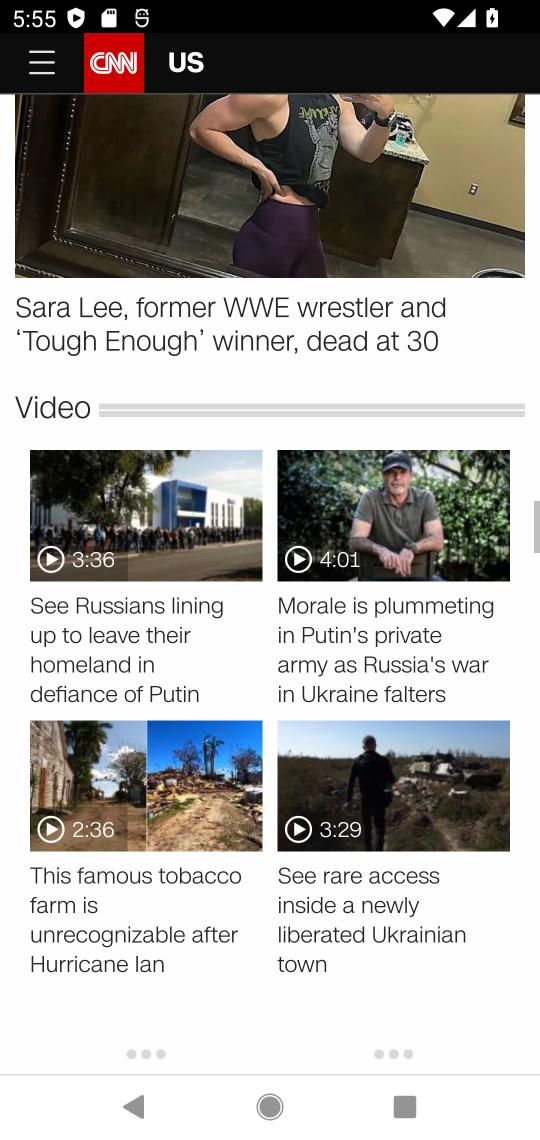 5:55
CNN US
Sara Lee, former WWE wrestler and
‘Tough Enough’ winner, dead at 30
Video
3:36
4:01
See Russians lining
up to leave their
homeland in
defiance of Putin
Morale is plummeting
in Putin's private
army as Russia's war
in Ukraine falters
2:36
3:29
This famous tobacco
farm is
unrecognizable after
Hurricane Ian
See rare access
inside a newly
liberated Ukrainian
town